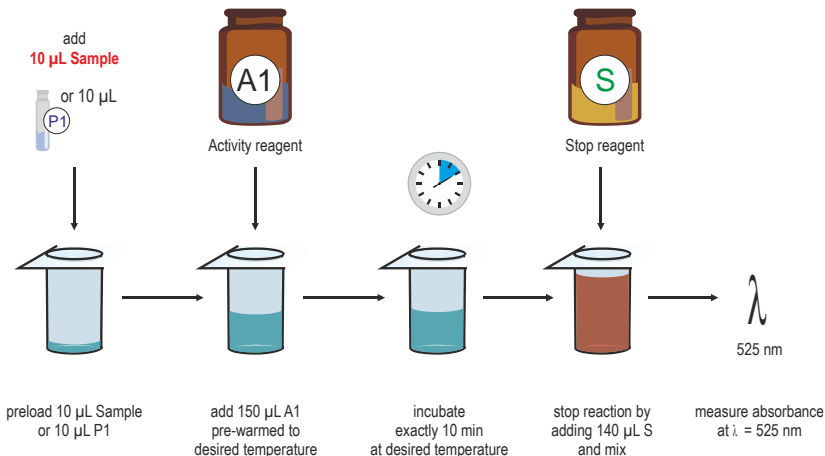 add
10 µL Sample
or 10 µL
P1
A1
Activity reagent
S
Stop reagent
λ
525 nm
preload 10 µL Sample
or 10 µL P1
add 150 µL A1
pre-warmed to
desired temperature
incubate
exactly 10 min
at desired temperature
stop reaction by
adding 140 µL S
and mix
measure absorbance
at λ = 525 nm